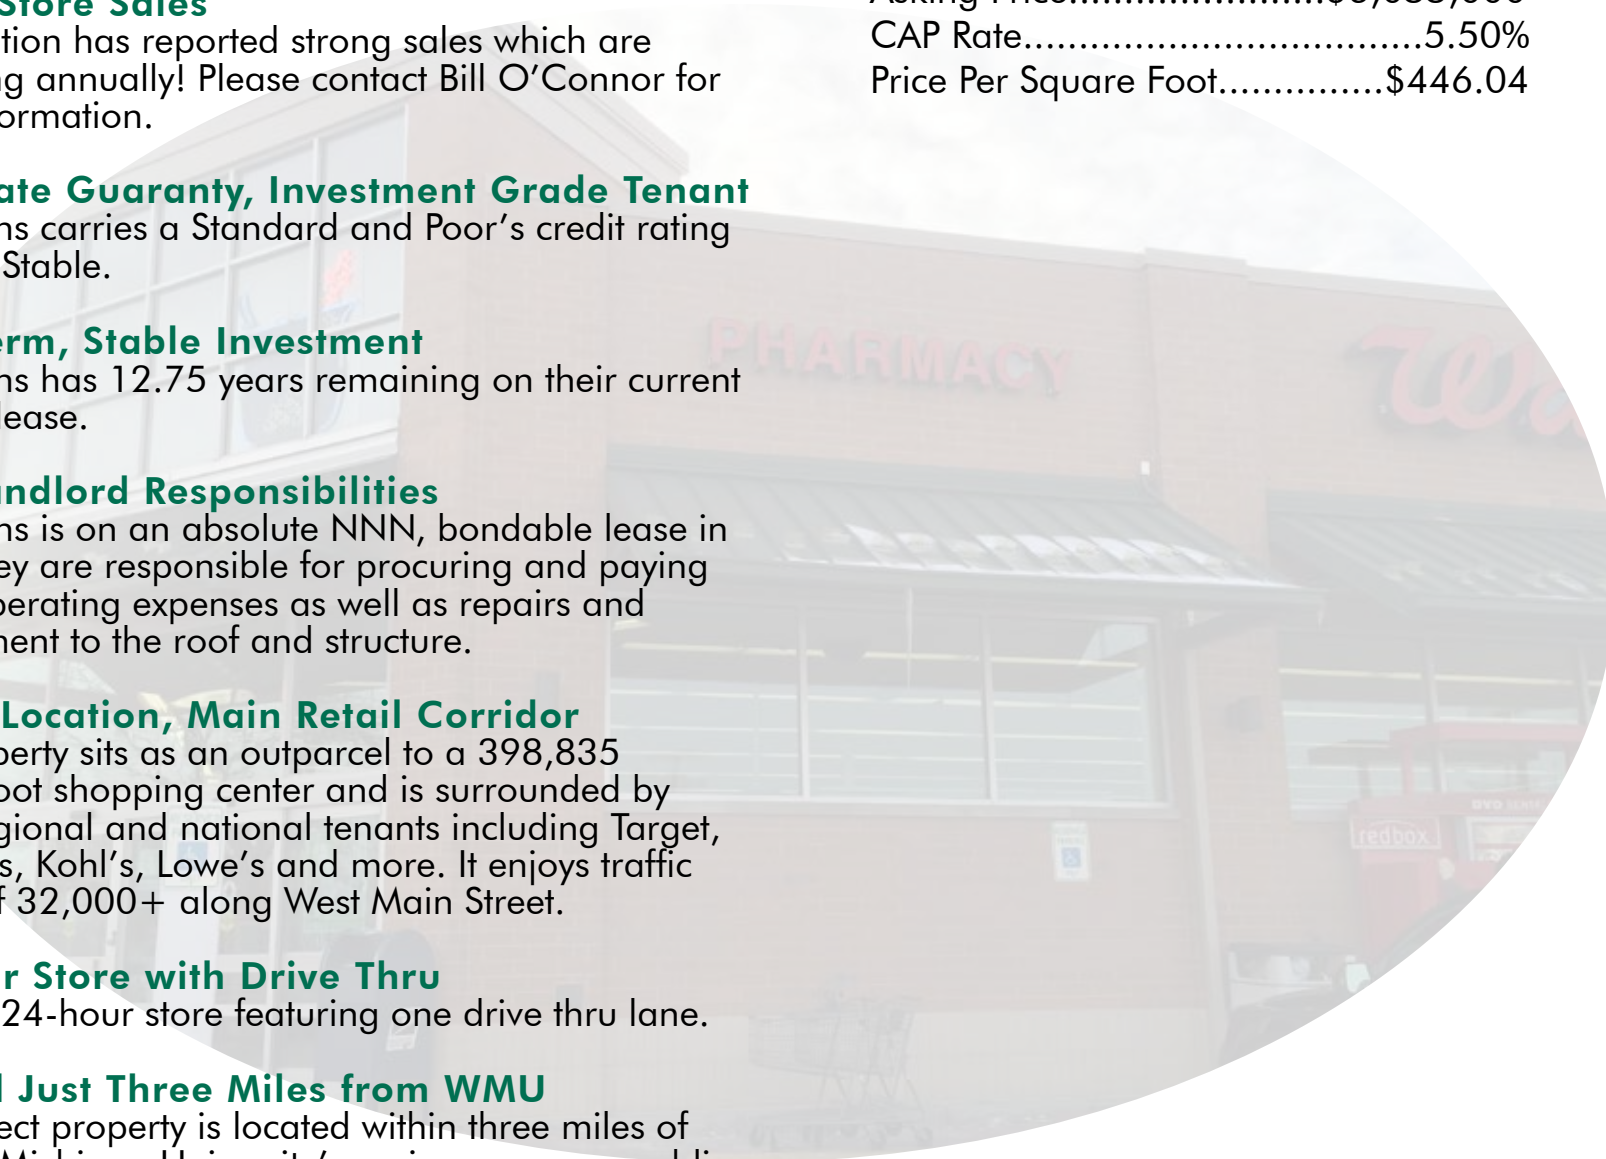 Store Sales
tion has reported strong sales which are
ng annually! Please contact Bill O’Connor for
ormation.
ate Guaranty, Investment Grade Tenant
ns carries a Standard and Poor’s credit rating
Stable.
erm, Stable Investment
ns has 12.75 years remaining on their current
lease.
andlord Responsibilities
ns is on an absolute NNN, bondable lease in
ey are responsible for procuring and paying
perating expenses as well as repairs and
ment to the roof and structure.
Location, Main Retail Corridor
perty sits as an outparcel to a 398,835
oot shopping center and is surrounded by
gional and national tenants including Target,
s, Kohl’s, Lowe’s and more. It enjoys traffic
f 32,000+ along West Main Street.
r Store with Drive Thru
24-hour store featuring one drive thru lane.
d Just Three Miles from WMU
ect property is located within three miles of
Asking Price
CAP Rate....................................5.50%
Price Per Square Foot...............$446.04
PHARMACY
Wa
redbox